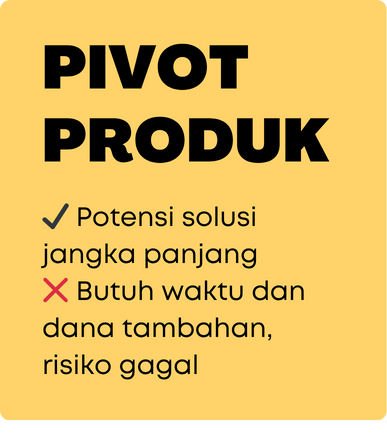 PIVOT
PRODUK
✓ Potensi solusi
jangka panjang
✗ Butuh waktu dan
dana tambahan,
risiko gagal